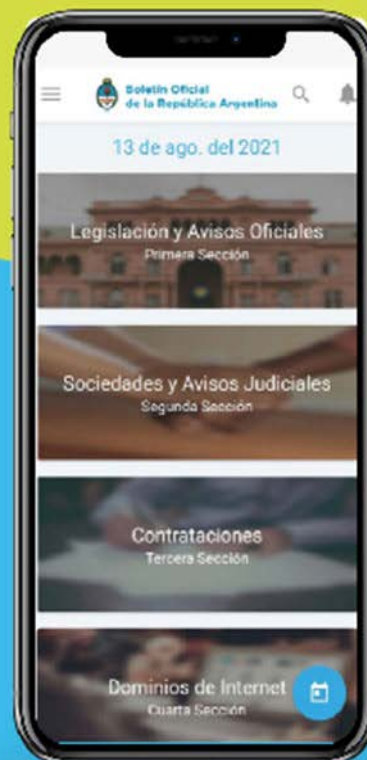 Boletín Oficial
de la República Argentina
13 de ago. del 2021
Legislación y Avisos Oficiales
Primera Sección
Sociedades y Avisos Judiciales
Segunda Sección
Contrataciones
Tercera Sección
Dominios de Internet
Cuarta Sección